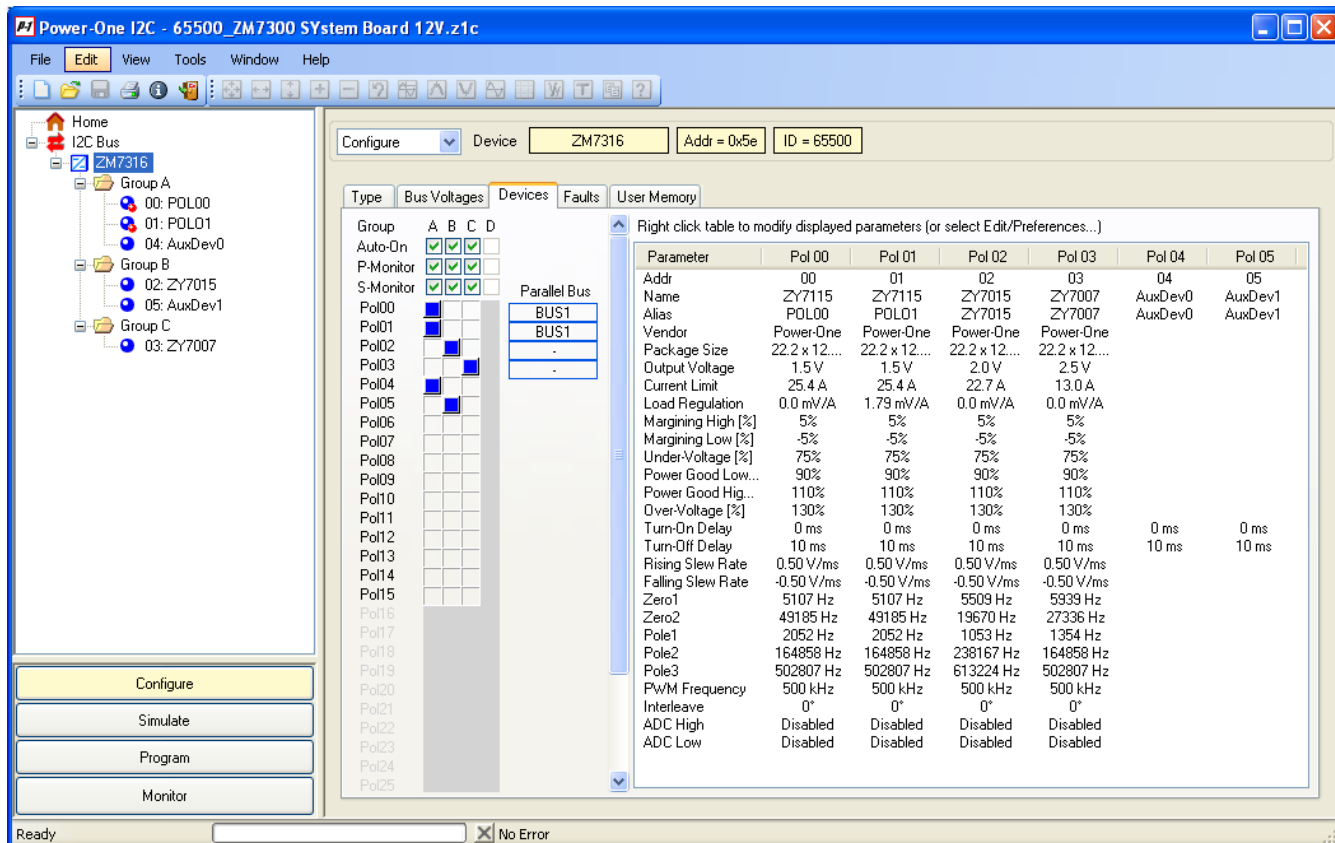 Power-One I2C - 65500_ZM7300 SYstem Board 12V.z1c
File Edit View Tools Window Help
Home
I2C Bus
ZM7316
Group A
00: POL00
01: POLO1
04: AuxDev0
Group B
02: ZY7015
05: AuxDev1
Group C
03: ZY7007
Configure
Simulate
Program
Monitor
Configure Device ZM7316 Addr = 0x5e ID = 65500
Type Bus Voltages Devices Faults User Memory
Group A B C D
Auto-On
P-Monitor
S-Monitor
Parallel Bus
Pol00 BUS1
Pol01 BUS1
Pol02 -
Pol03 -
Pol04
Pol05
Pol06
Pol07
Pol08
Pol09
Pol10
Pol11
Pol12
Pol13
Pol14
Pol15
Pol16
Pol17
Pol18
Pol19
Pol20
Pol21
Pol22
Pol23
Pol24
Pol25
Right click table to modify displayed parameters (or select Edit/Preferences...)
Parameter Pol 00 Pol 01 Pol 02 Pol 03 Pol 04 Pol 05
Addr 00 01 02 03 04 05
Name ZY7115 ZY7115 ZY7015 ZY7007 AuxDev0 AuxDev1
Alias POL00 POLO1 ZY7015 ZY7007 AuxDev0 AuxDev1
Vendor Power-One Power-One Power-One Power-One
Package Size 22.2 x 12.... 22.2 x 12.... 22.2 x 12.... 22.2 x 12....
Output Voltage 1.5 V 1.5 V 2.0 V 2.5 V
Current Limit 25.4 A 25.4 A 22.7 A 13.0 A
Load Regulation 0.0 mV/A 1.79 mV/A 0.0 mV/A 0.0 mV/A
Margining High [%] 5% 5% 5% 5%
Margining Low [%] -5% -5% -5% -5%
Under-Voltage [%] 75% 75% 75% 75%
Power Good Low... 90% 90% 90% 90%
Power Good Hig... 110% 110% 110% 110%
Over-Voltage [%] 130% 130% 130% 130%
Turn-On Delay 0 ms 0 ms 0 ms 0 ms 0 ms 0 ms
Turn-Off Delay 10 ms 10 ms 10 ms 10 ms 10 ms 10 ms
Rising Slew Rate 0.50 V/ms 0.50 V/ms 0.50 V/ms 0.50 V/ms
Falling Slew Rate -0.50 V/ms -0.50 V/ms -0.50 V/ms -0.50 V/ms
Zero1 5107 Hz 5107 Hz 5509 Hz 5939 Hz
Zero2 49185 Hz 49185 Hz 19670 Hz 27336 Hz
Pole1 2052 Hz 2052 Hz 1053 Hz 1354 Hz
Pole2 164858 Hz 164858 Hz 238167 Hz 164858 Hz
Pole3 502807 Hz 502807 Hz 613224 Hz 502807 Hz
PWM Frequency 500 kHz 500 kHz 500 kHz 500 kHz
Interleave 0° 0° 0° 0°
ADC High Disabled Disabled Disabled Disabled
ADC Low Disabled Disabled Disabled Disabled
Ready No Error